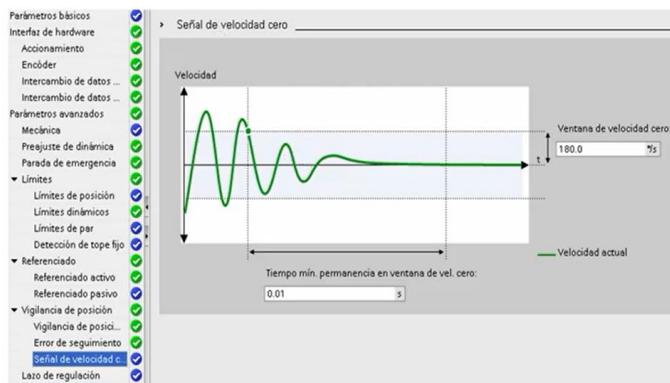 Parámetros básicos
Interfaz de hardware
Accionamiento
Encóder
Intercambio de datos ...
Intercambio de datos ...
Parámetros avanzados
Mecánica
Preajuste de dinámica
Parada de emergencia
Límites
Límites de posición
Límites dinámicos
Límites de par
Detección de tope fijo
Referenciado
Referenciado activo
Referenciado pasivo
Vigilancia de posición
Vigilancia de posici...
Error de seguimiento
Señal de velocidad c...
Lazo de regulación
Señal de velocidad cero
Velocidad
t
Ventana de velocidad cero:
180.0 °/s
Velocidad actual
Tiempo mín. permanencia en ventana de vel. cero:
0.01 s